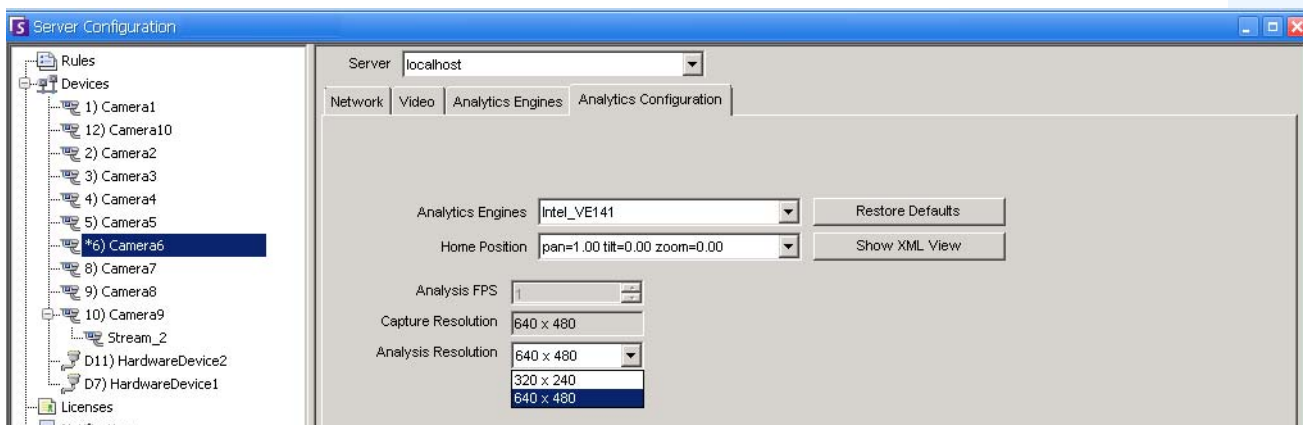 Server Configuration
Rules
Devices
1) Camera1
12) Camera10
2) Camera2
3) Camera3
4) Camera4
5) Camera5
*6) Camera6
8) Camera7
9) Camera8
10) Camera9
Stream_2
D11) HardwareDevice2
D7) HardwareDevice1
Licenses
Server localhost
Network Video Analytics Engines Analytics Configuration
Analytics Engines Intel_VE141 Restore Defaults
Home Position pan=1.00 tilt=0.00 zoom=0.00 Show XML View
Analysis FPS 1
Capture Resolution 640 x 480
Analysis Resolution 640 x 480
320 x 240
640 x 480